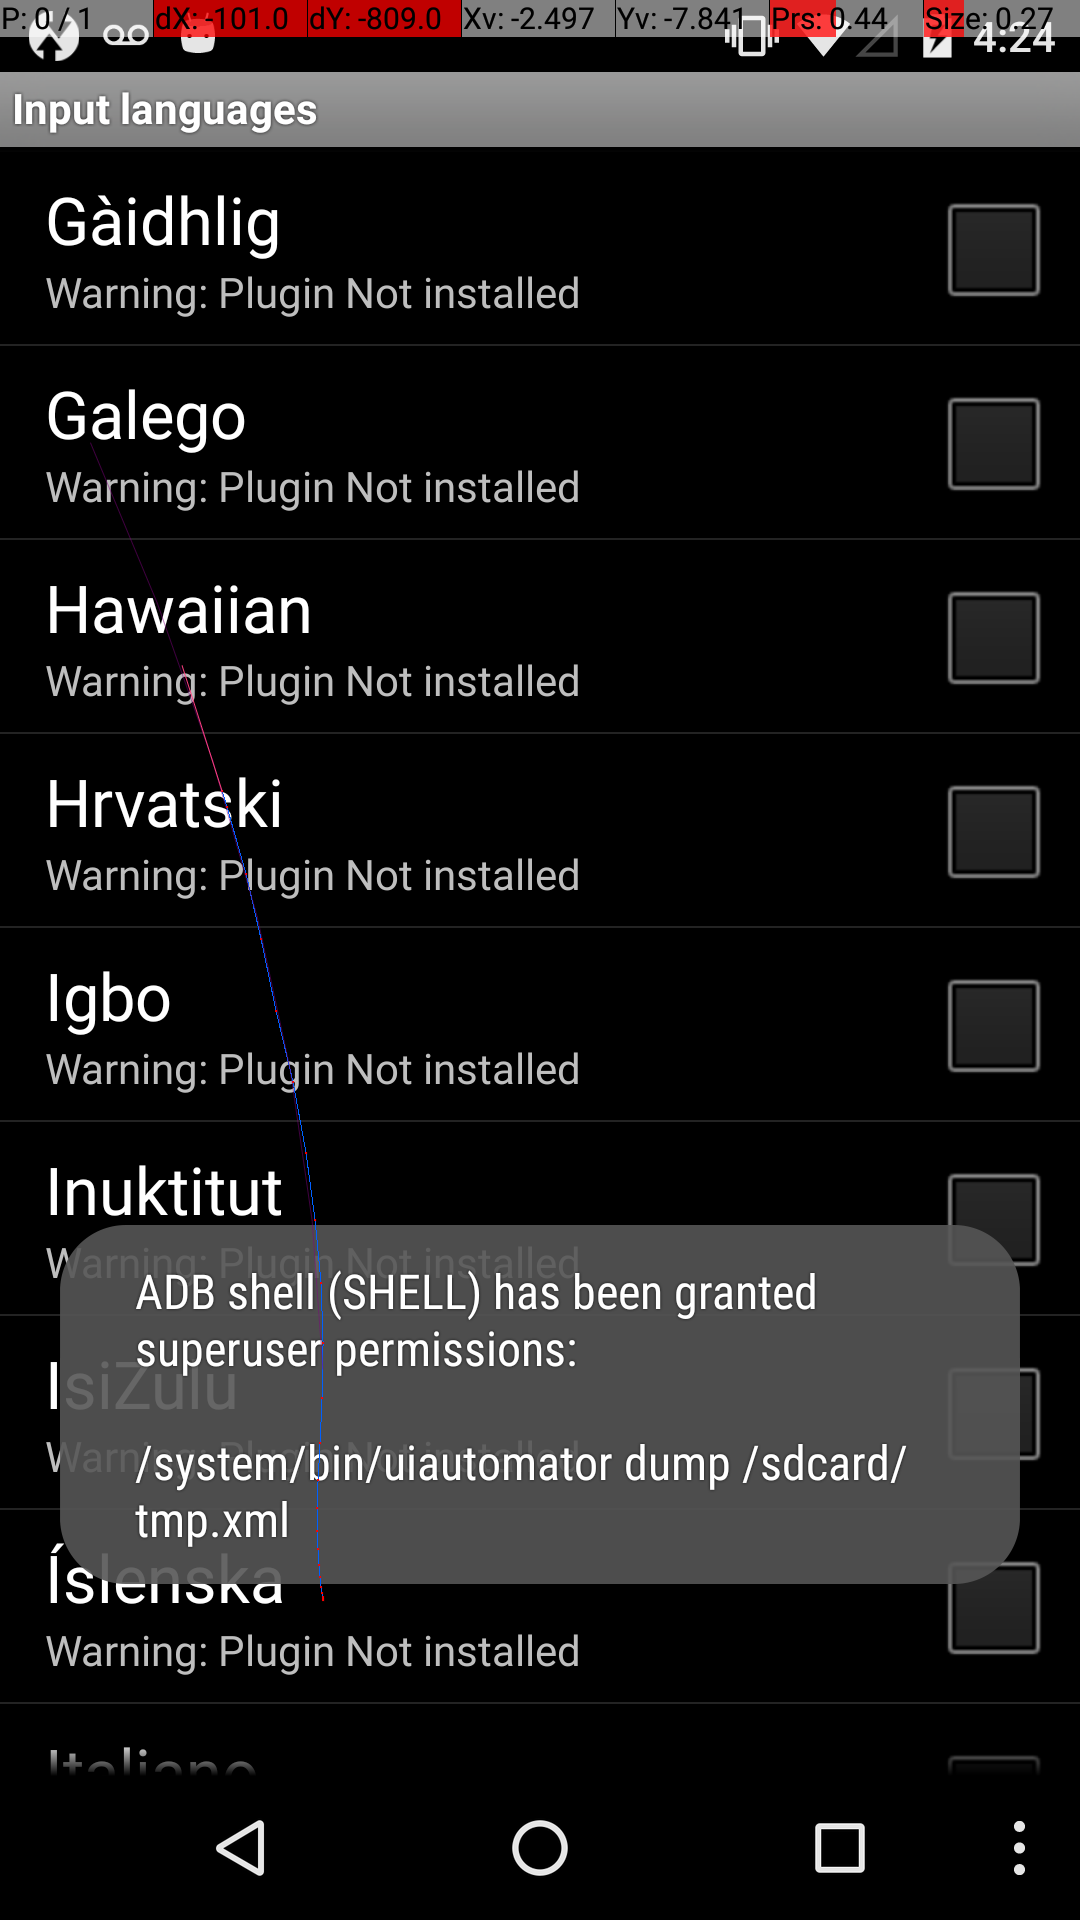 P: 0 / 1 dX: -101.0 dY: -809.0 Xv: -2.497 Yv: -7.841 Prs: 0.44 Size: 0.27
4:24
Input languages
Gàidhlig
Warning: Plugin Not installed
Galego
Warning: Plugin Not installed
Hawaiian
Warning: Plugin Not installed
Hrvatski
Warning: Plugin Not installed
Igbo
Warning: Plugin Not installed
Inuktitut
Warning: Plugin Not installed
ADB shell (SHELL) has been granted
superuser permissions:
IsiZulu
Warning: Plugin Not installed
/system/bin/uiautomator dump /sdcard/
tmp.xml
Íslenska
Warning: Plugin Not installed
Italiano